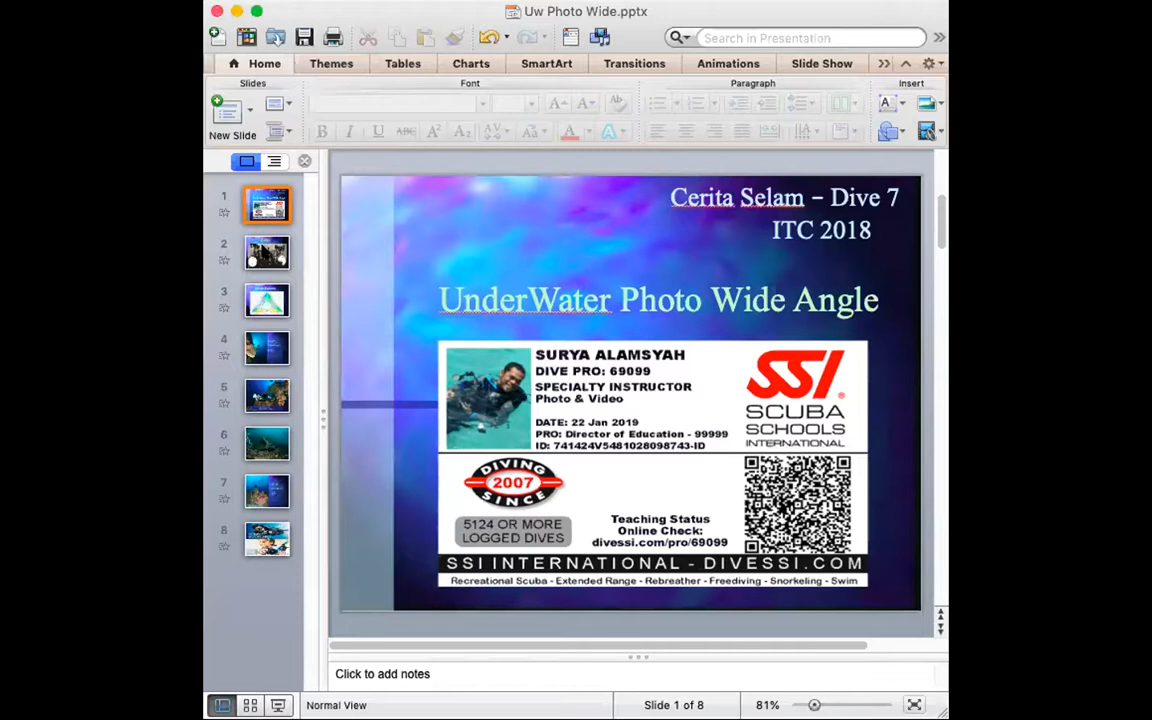 Uw Photo Wide.pptx
Search in Presentation
Home Themes Tables Charts SmartArt Transitions Animations Slide Show
Slides Font Paragraph Insert
New Slide
1
2
3
4
5
6
7
8
Cerita Selam – Dive 7
ITC 2018
UnderWater Photo Wide Angle
SURYA ALAMSYAH
DIVE PRO: 69099
SPECIALTY INSTRUCTOR
Photo & Video
DATE: 22 Jan 2019
PRO: Director of Education - 99999
ID: 741424V5481028098743-ID
SSI
SCUBA
SCHOOLS
INTERNATIONAL
DIVING
2007
SINCE
5124 OR MORE
LOGGED DIVES
Teaching Status
Online Check:
divessi.com/pro/69099
SSI INTERNATIONAL - DIVESSI.COM
Recreational Scuba - Extended Range - Rebreather - Freediving - Snorkeling - Swim
Click to add notes
Normal View Slide 1 of 8 81%